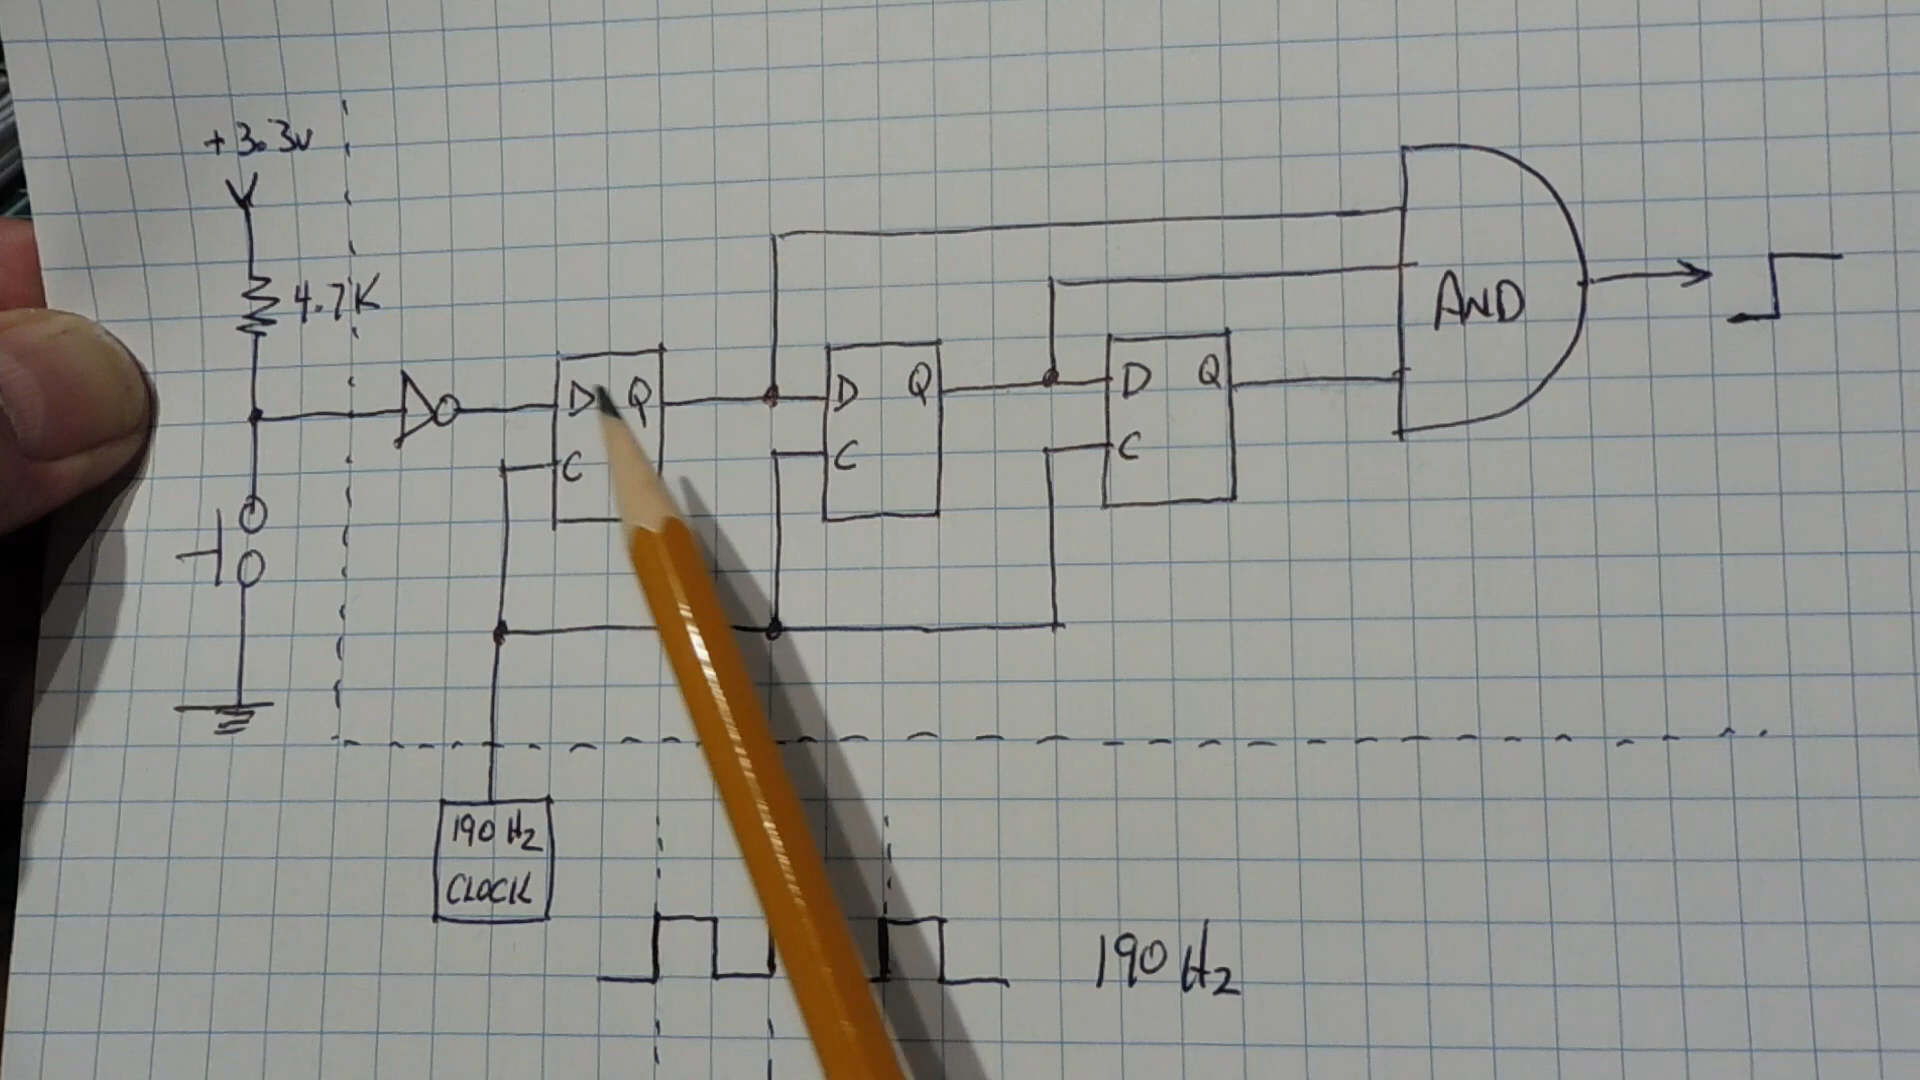 +3.3v
4.7K
D Q
C
D Q
C
D Q
C
AND
190 Hz
CLOCK
190 Hz